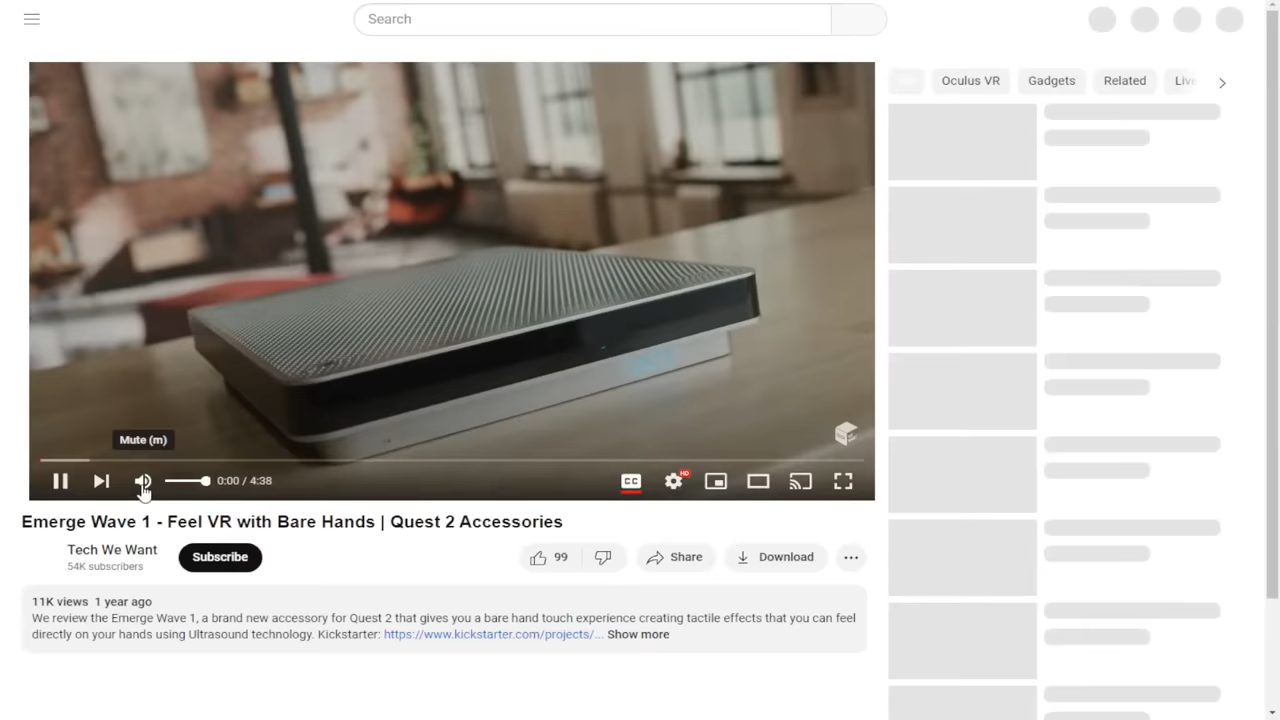 Search
Oculus VR
Gadgets
Related
Mute (m)
0:00 / 4:38
CC
HD
Emerge Wave 1 - Feel VR with Bare Hands | Quest 2 Accessories
Tech We Want
54K subscribers
Subscribe
99
Share
Download
11K views 1 year ago
We review the Emerge Wave 1, a brand new accessory for Quest 2 that gives you a bare hand touch experience creating tactile effects that you can feel
directly on your hands using Ultrasound technology. Kickstarter: https://www.kickstarter.com/projects/... Show more